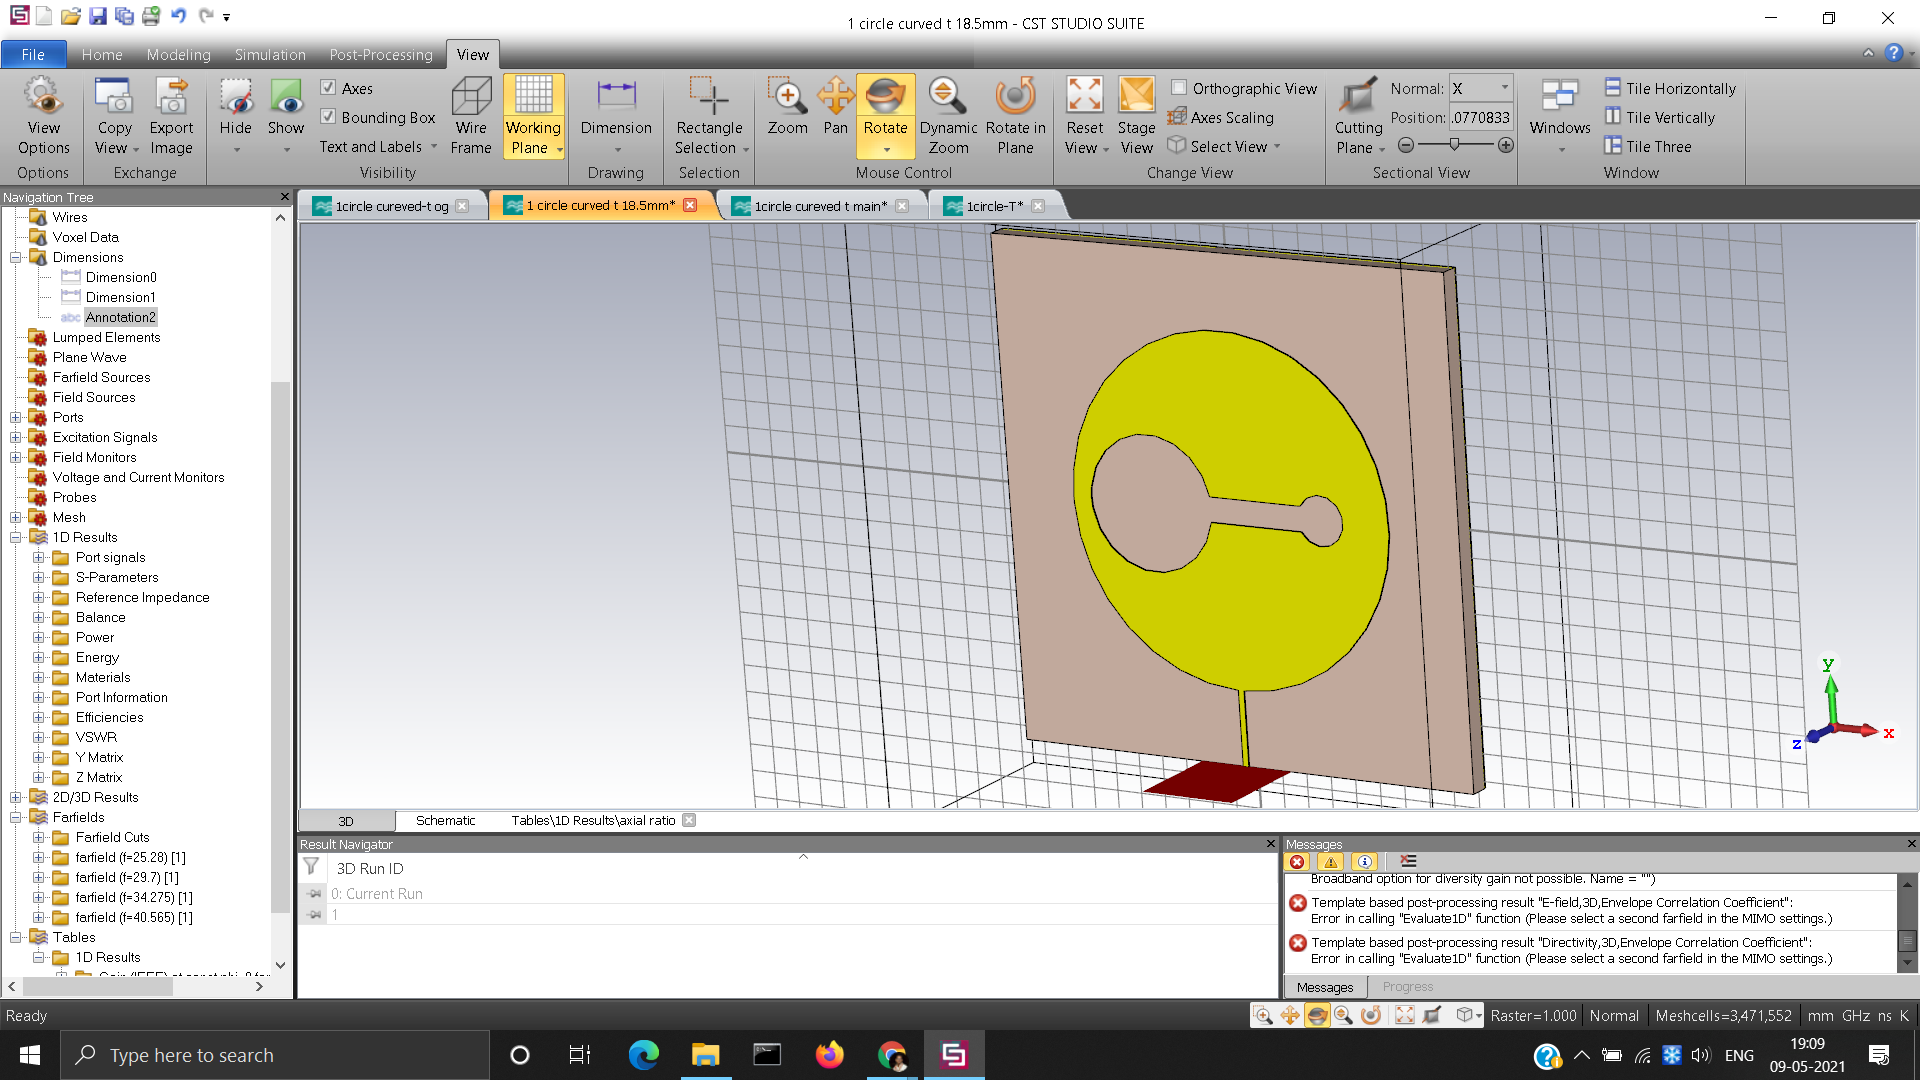 1 circle curved t 18.5mm - CST STUDIO SUITE
File Home Modeling Simulation Post-Processing View
View Options
Options
Copy View
Export Image
Exchange
Hide
Show
Axes
Bounding Box
Text and Labels
Visibility
Wire Frame
Working Plane
Dimension
Drawing
Rectangle Selection
Selection
Zoom
Pan
Rotate
Dynamic Zoom
Rotate in Plane
Mouse Control
Reset View
Stage View
Orthographic View
Axes Scaling
Select View
Change View
Cutting Plane
Normal: X
Position: .0770833
Sectional View
Windows
Tile Horizontally
Tile Vertically
Tile Three
Window
Navigation Tree
Wires
Voxel Data
Dimensions
Dimension0
Dimension1
abc Annotation2
Lumped Elements
Plane Wave
Farfield Sources
Field Sources
Ports
Excitation Signals
Field Monitors
Voltage and Current Monitors
Probes
Mesh
1D Results
Port signals
S-Parameters
Reference Impedance
Balance
Power
Energy
Materials
Port Information
Efficiencies
VSWR
Y Matrix
Z Matrix
2D/3D Results
Farfields
Farfield Cuts
farfield (f=25.28) [1]
farfield (f=29.7) [1]
farfield (f=34.275) [1]
farfield (f=40.565) [1]
Tables
1D Results
1circle cureved-t og
1 circle curved t 18.5mm*
1circle cureved t main*
1circle-T*
y
x
z
3D Schematic Tables\1D Results\axial ratio
Result Navigator
3D Run ID
0: Current Run
1
Messages
Broadband option for diversity gain not possible. Name = "")
Template based post-processing result "E-field,3D,Envelope Correlation Coefficient":
Error in calling "Evaluate1D" function (Please select a second farfield in the MIMO settings.)
Template based post-processing result "Directivity,3D,Envelope Correlation Coefficient":
Error in calling "Evaluate1D" function (Please select a second farfield in the MIMO settings.)
Messages Progress
Ready
Raster=1.000 Normal Meshcells=3,471,552 mm GHz ns K
Type here to search
ENG
19:09
09-05-2021